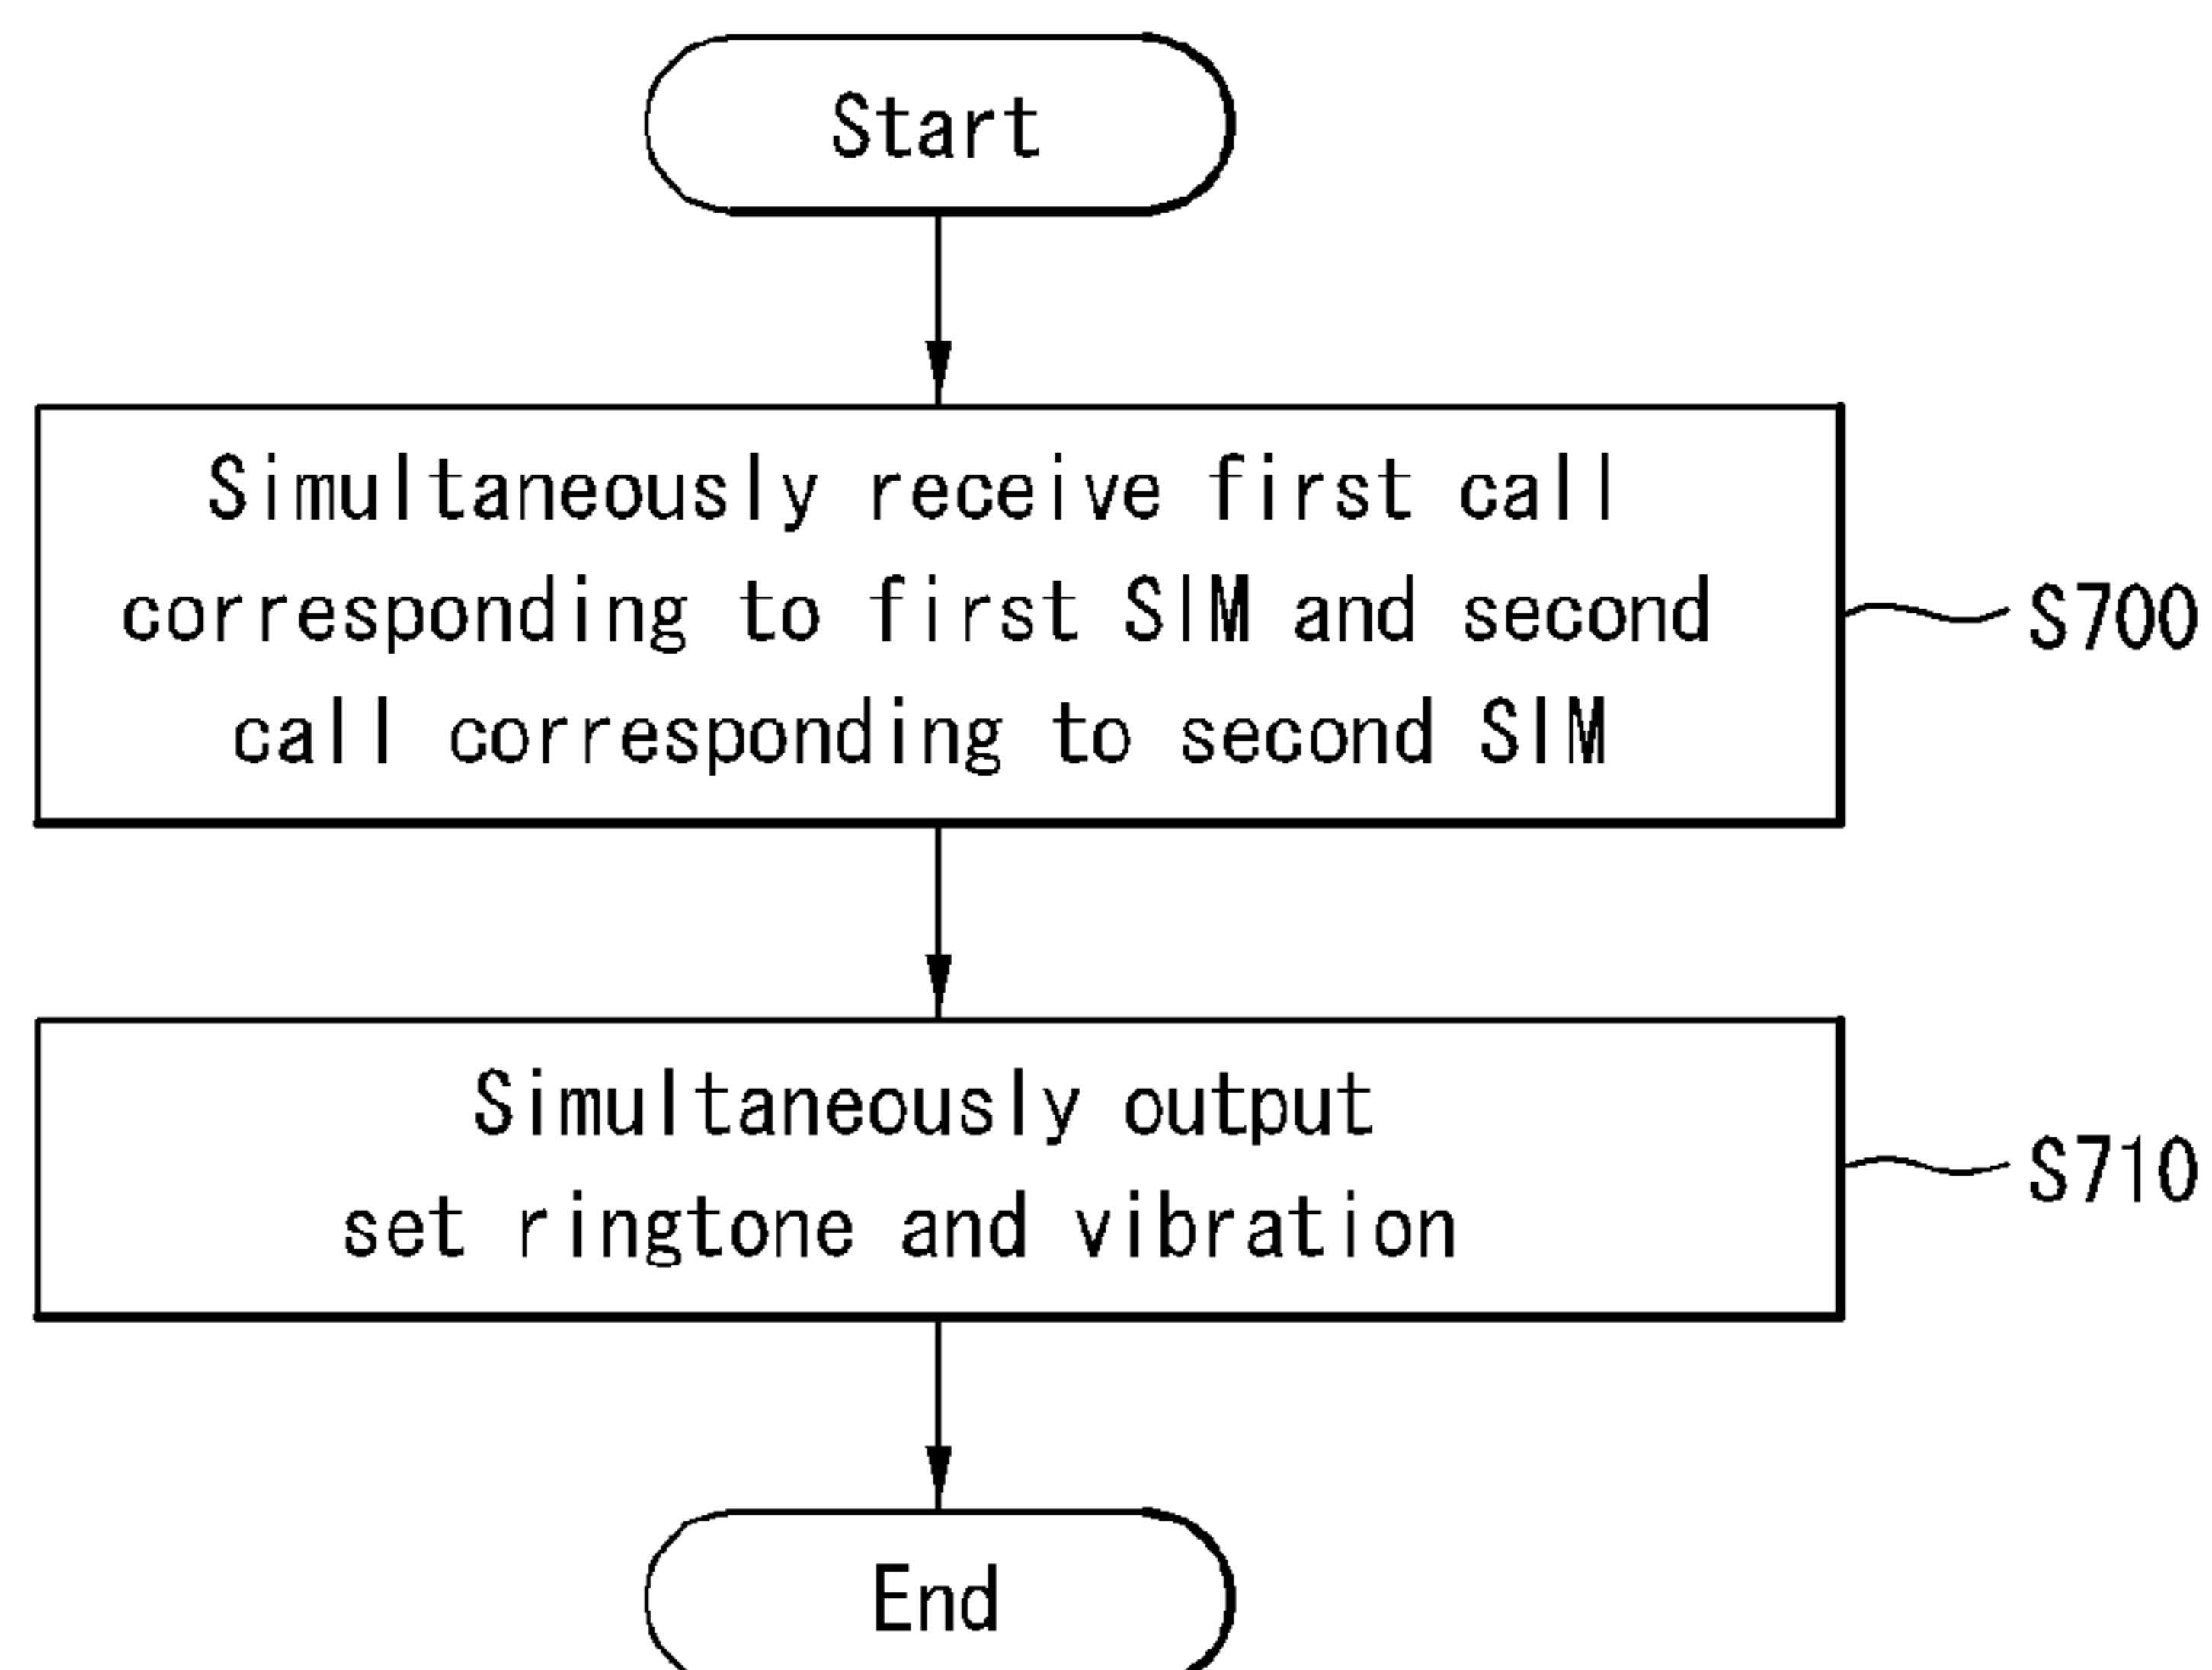 Start
Simultaneously receive first call
corresponding to first SIM and second
call corresponding to second SIM
S700
Simultaneously output
set ringtone and vibration
S710
End